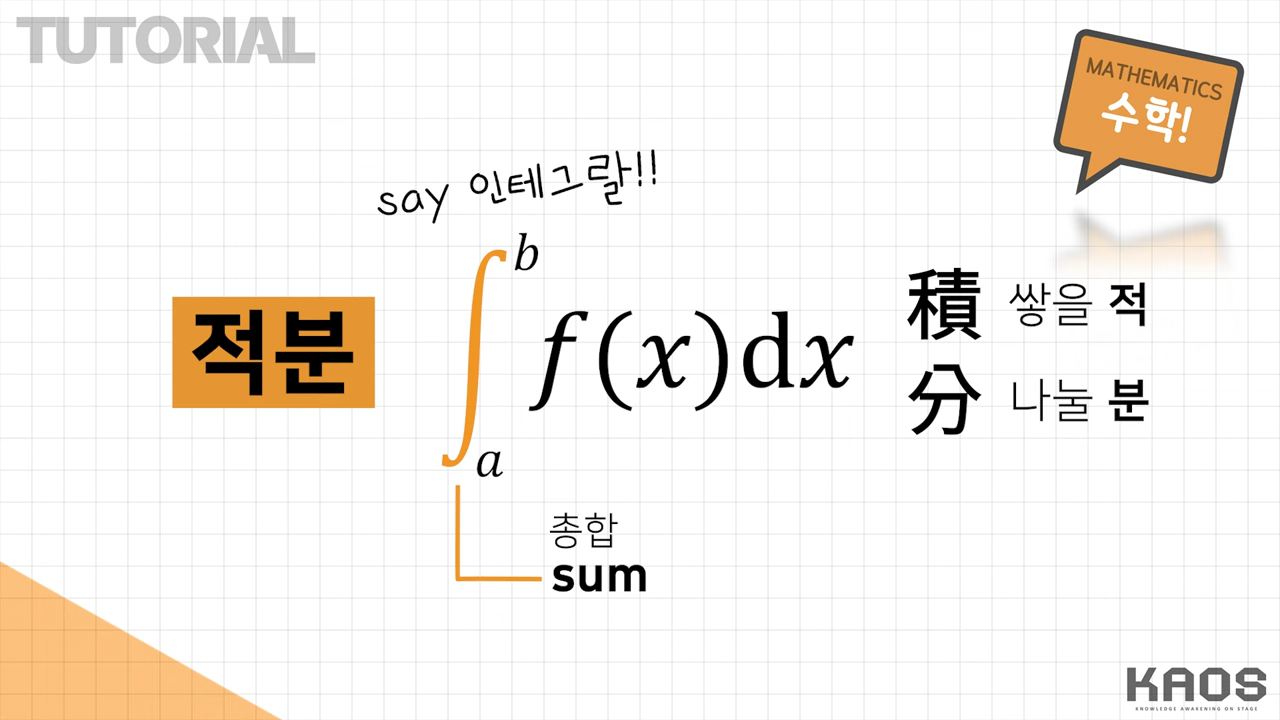 TUTORIAL
MATHEMATICS
수학!
say 인테그랄!!
적분
∫ₐᵇ f(x)dx
積 쌓을 적
分 나눌 분
총합
sum
KAOS
KNOWLEDGE AWAKENING ON STAGE